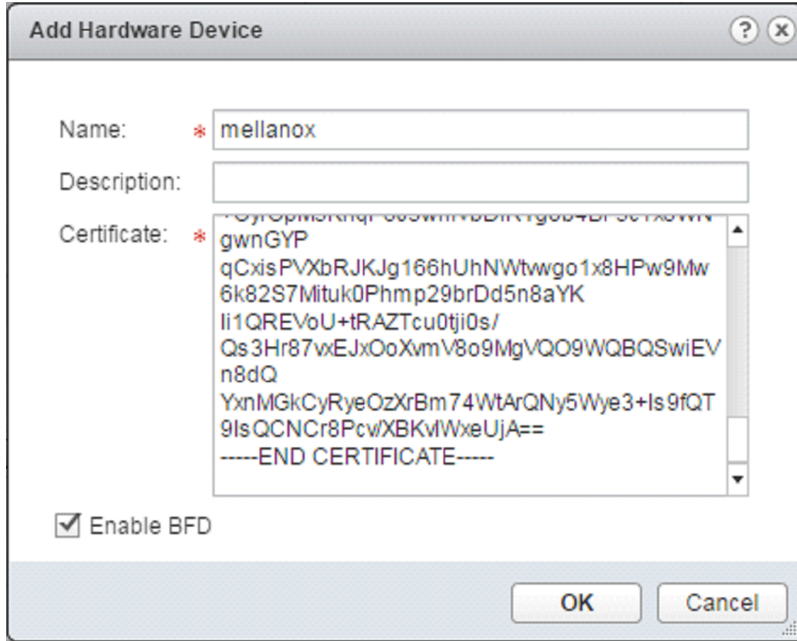 Add Hardware Device
Name: * mellanox
Description:
Certificate: *
gwnGYP
qCxisPVXbRJKJg166hUhNWtvwgo1x8HPw9Mw
6k82S7Mituk0Phmp29brDd5n8aYK
Ii1QREVoU+tRAZTcu0tji0s/
Qs3Hr87vxEJxOoXvmV8o9MgVQO9WQBQSwiEV
n8dQ
YxnMGkCyRyeOzXrBm74WtArQNy5Wye3+Is9fQT
9IsQCNCr8Pcv/XBKvlWxeUjA==
-----END CERTIFICATE-----
Enable BFD
OK Cancel